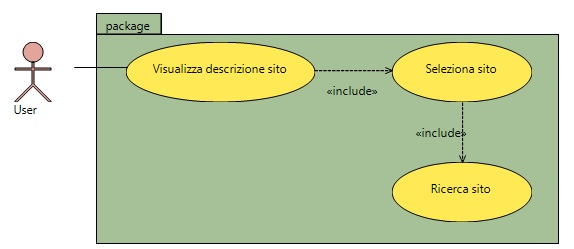 package
Visualizza descrizione sito
Seleziona sito
«include»
User
«include»
Ricerca sito